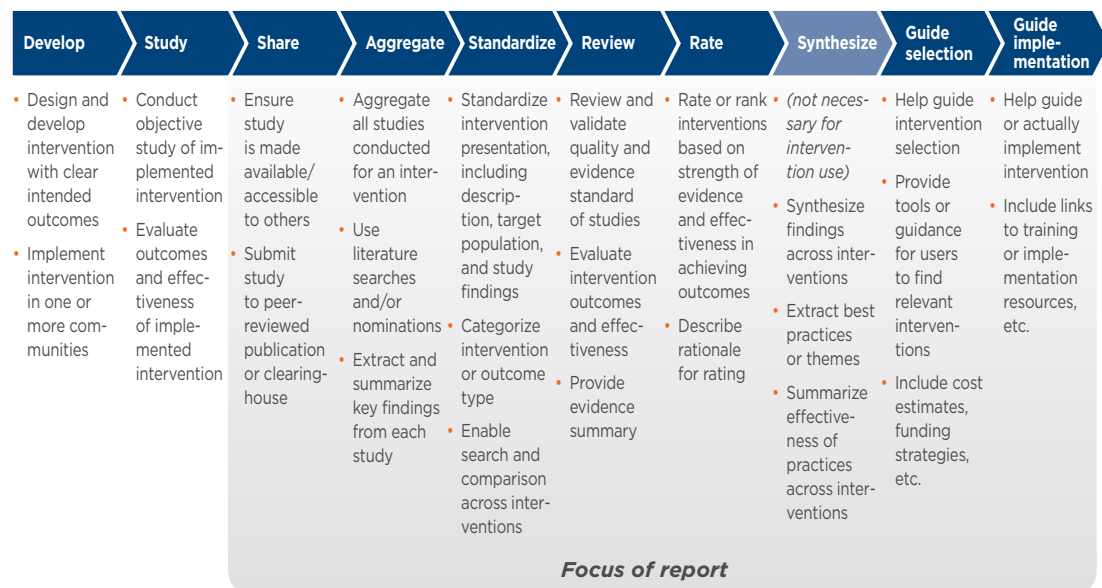 Develop
Study
Share
Aggregate
Standardize
Review
Rate
Synthesize
Guide
selection
Guide
imple-
mentation
• Design and
develop
intervention
with clear
intended
outcomes
• Implement
intervention
in one or
more com-
munities
• Conduct
objective
study of im-
plemented
intervention
• Evaluate
outcomes
and effec-
tiveness
of imple-
mented
intervention
• Ensure
study
is made
available/
accessible
to others
• Submit
study
to peer-
reviewed
publication
or clearing-
house
• Aggregate
all studies
conducted
for an inter-
vention
• Use
literature
searches
and/or
nominations
• Extract and
summarize
key findings
from each
study
• Standardize
intervention
presentation,
including
descrip-
tion, target
population,
and study
findings
• Categorize
intervention
or outcome
type
• Enable
search and
comparison
across inter-
ventions
• Review and
validate
quality and
evidence
standard
of studies
• Evaluate
intervention
outcomes
and effec-
tiveness
• Provide
evidence
summary
• Rate or rank
interventions
based on
strength of
evidence
and effec-
tiveness in
achieving
outcomes
• Describe
rationale
for rating
• (not neces-
sary for
interven-
tion use)
• Synthesize
findings
across inter-
ventions
• Extract best
practices
or themes
• Summarize
effective-
ness of
practices
across inter-
ventions
• Help guide
intervention
selection
• Provide
tools or
guidance
for users
to find
relevant
interven-
tions
• Include cost
estimates,
funding
strategies,
etc.
• Help guide
or actually
implement
intervention
• Include links
to training
or imple-
mentation
resources,
etc.
Focus of report